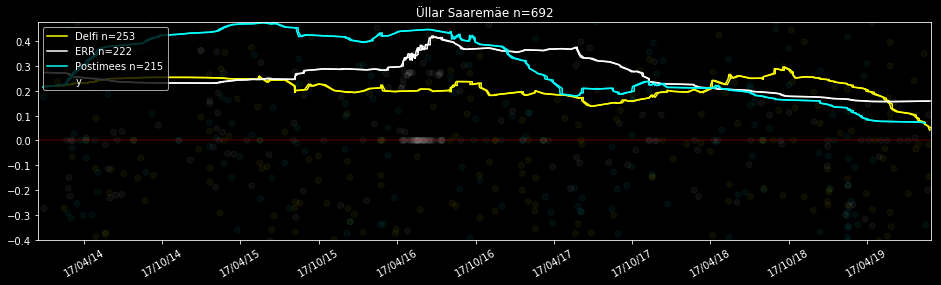 Üllar Saaremäe n=692
Delfi n=253
ERR n=222
Postimees n=215
y
0.4
0.3
0.2
0.1
0.0
−0.1
−0.2
−0.3
−0.4
17/04/14 17/10/14 17/04/15 17/10/15 17/04/16 17/10/16 17/04/17 17/10/17 17/04/18 17/10/18 17/04/19